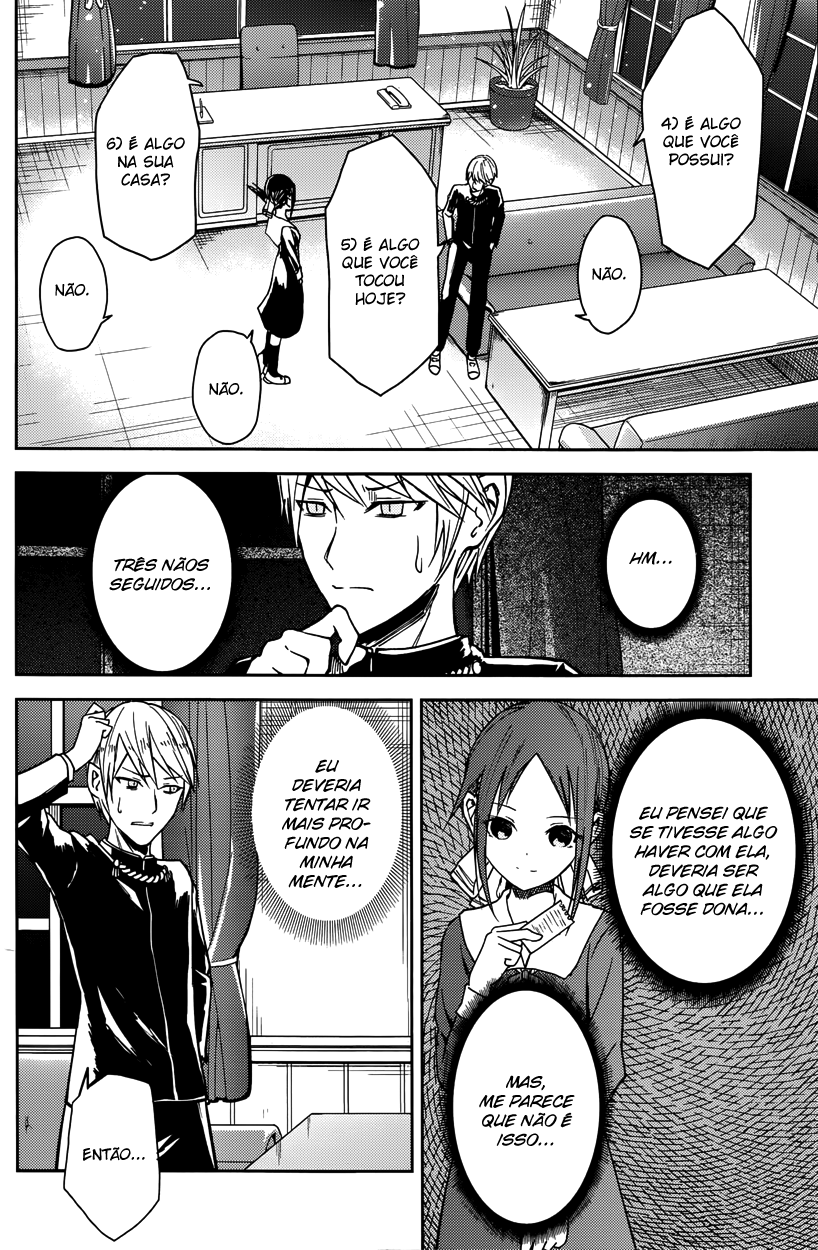 4) É ALGO
QUE VOCÊ
POSSUI?
NÃO.
5) É ALGO
QUE VOCÊ
TOCOU
HOJE?
NÃO.
6) É ALGO
NA SUA
CASA?
NÃO.
HM...
TRÊS NÃOS
SEGUIDOS...
EU PENSEI QUE
SE TIVESSE ALGO
HAVER COM ELA,
DEVERIA SER
ALGO QUE ELA
FOSSE DONA...
MAS,
ME PARECE
QUE NÃO É
ISSO...
EU
DEVERIA
TENTAR IR
MAIS PRO-
FUNDO NA
MINHA
MENTE...
ENTÃO...